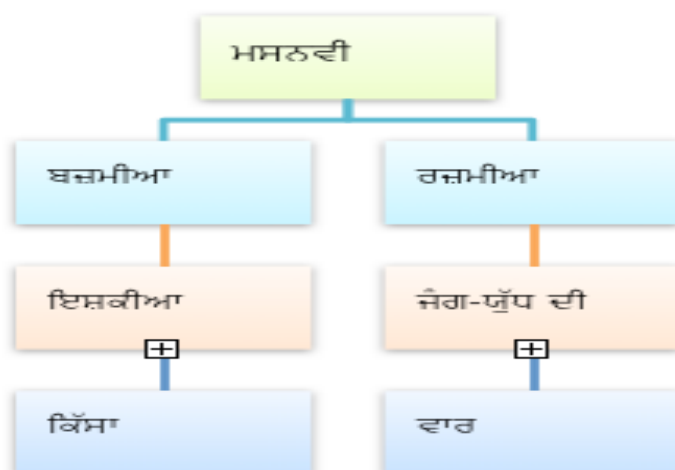 ਮਸਨਵੀ
ਬਜ਼ਮੀਆ
ਰਜ਼ਮੀਆ
ਇਸ਼ਕੀਆ
ਜੰਗ-ਯੁੱਧ ਦੀ
ਕਿੱਸਾ
ਵਾਰ